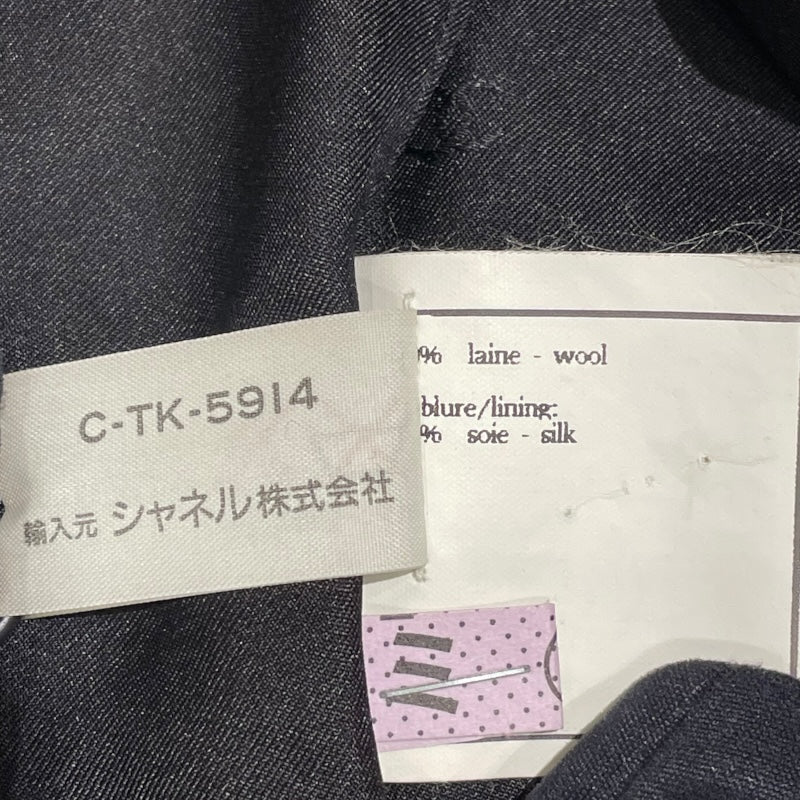 C-TK-5914
輸入元 シャネル株式会社
% laine - wool
blure/lining:
% soie - silk